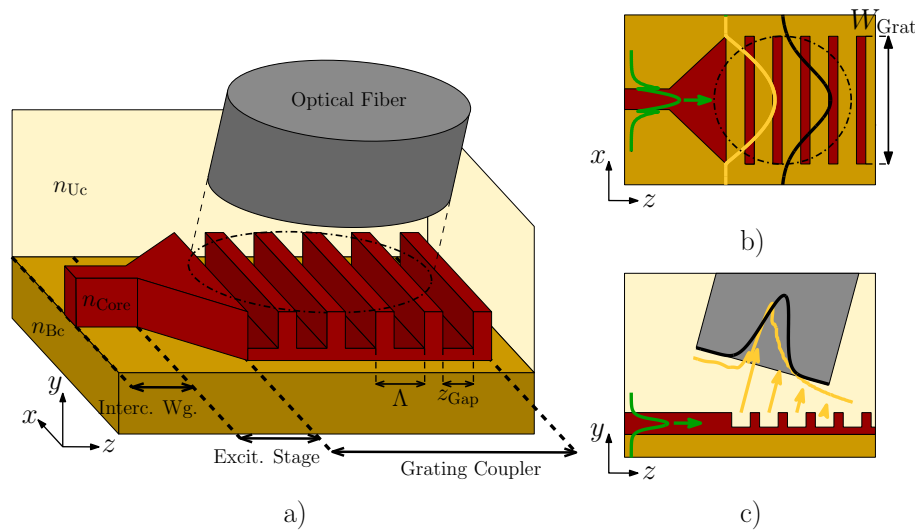 Optical Fiber
n_Uc
n_Core
n_Bc
y
x
z
Interc. Wg.
Λ
z_Gap
Excit. Stage
Grating Coupler
a)
W_Grat
x
z
b)
y
z
c)